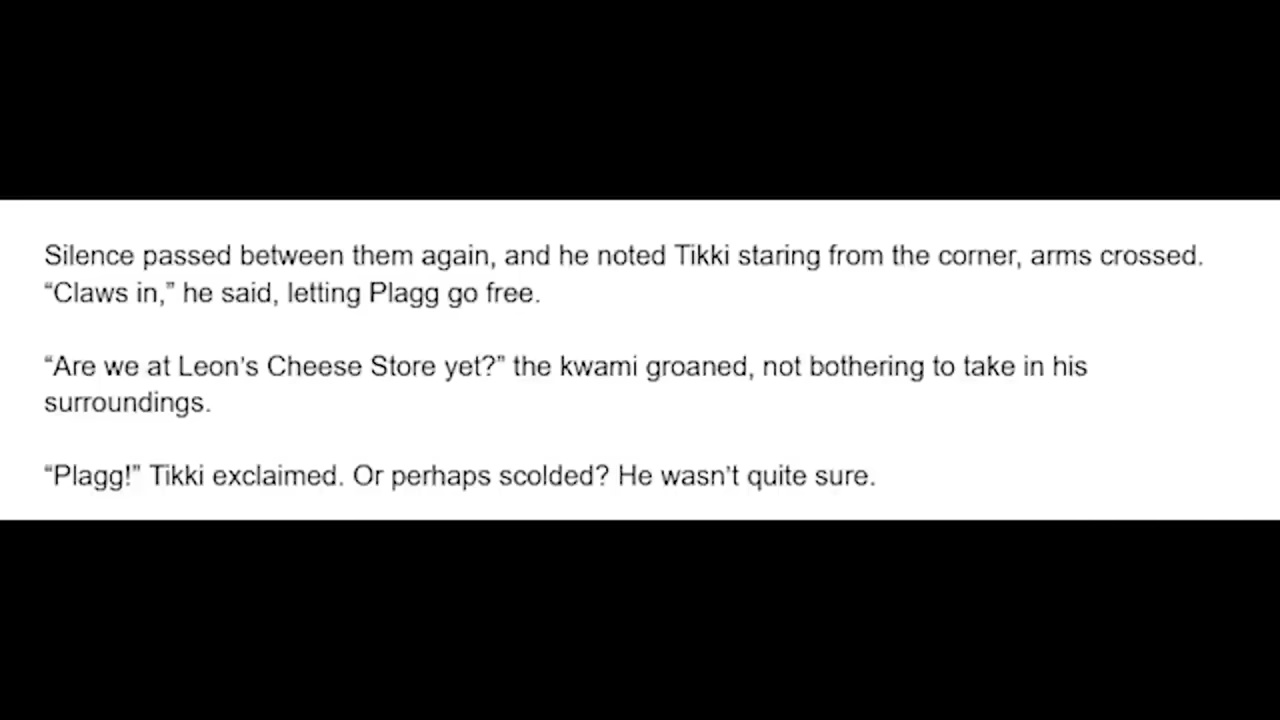 Silence passed between them again, and he noted Tikki staring from the corner, arms crossed.
“Claws in,” he said, letting Plagg go free.
“Are we at Leon’s Cheese Store yet?” the kwami groaned, not bothering to take in his
surroundings.
“Plagg!” Tikki exclaimed. Or perhaps scolded? He wasn’t quite sure.